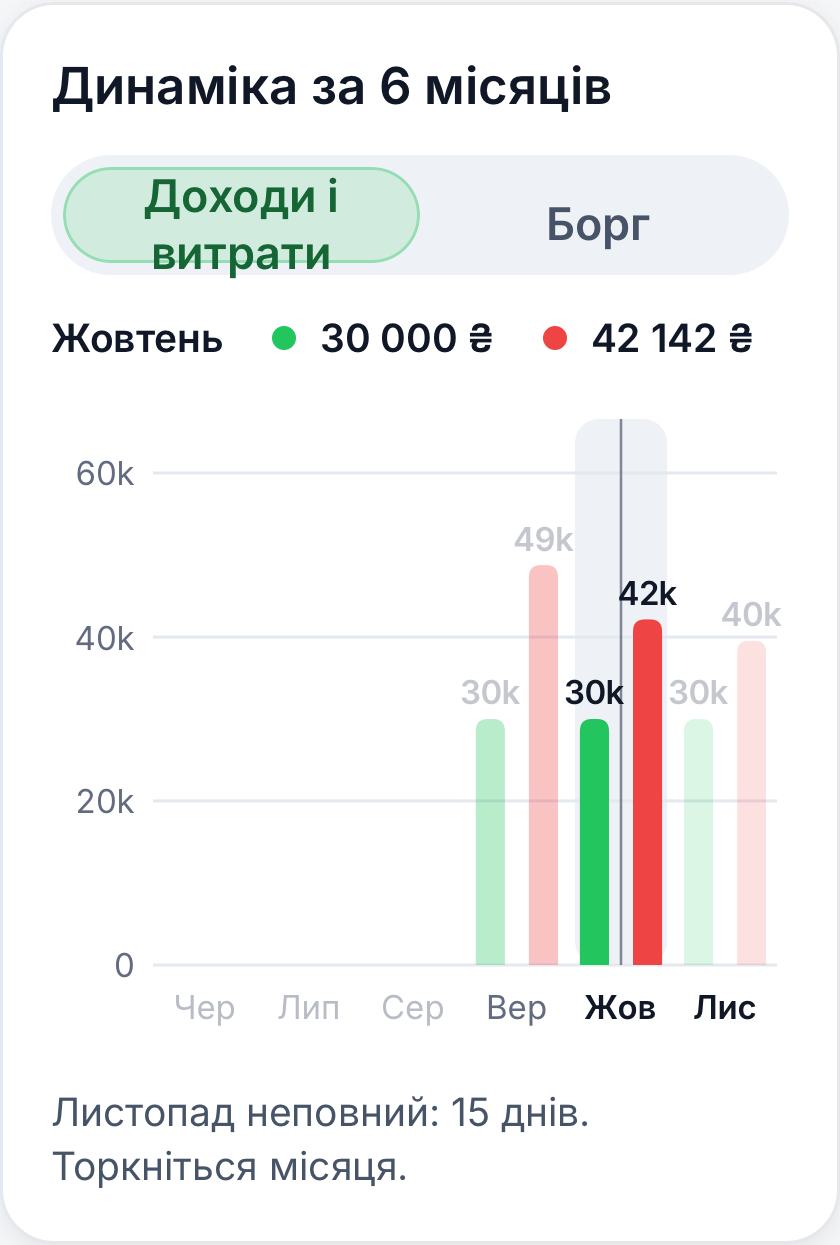 Динаміка за 6 місяців
Доходи і
витрати
Борг
Жовтень 30 000 ₴ 42 142 ₴
60k
49k
42k
40k
40k
30k 30k 30k
20k
0
Чер Лип Сер Вер Жов Лис
Листопад неповний: 15 днів.
Торкніться місяця.